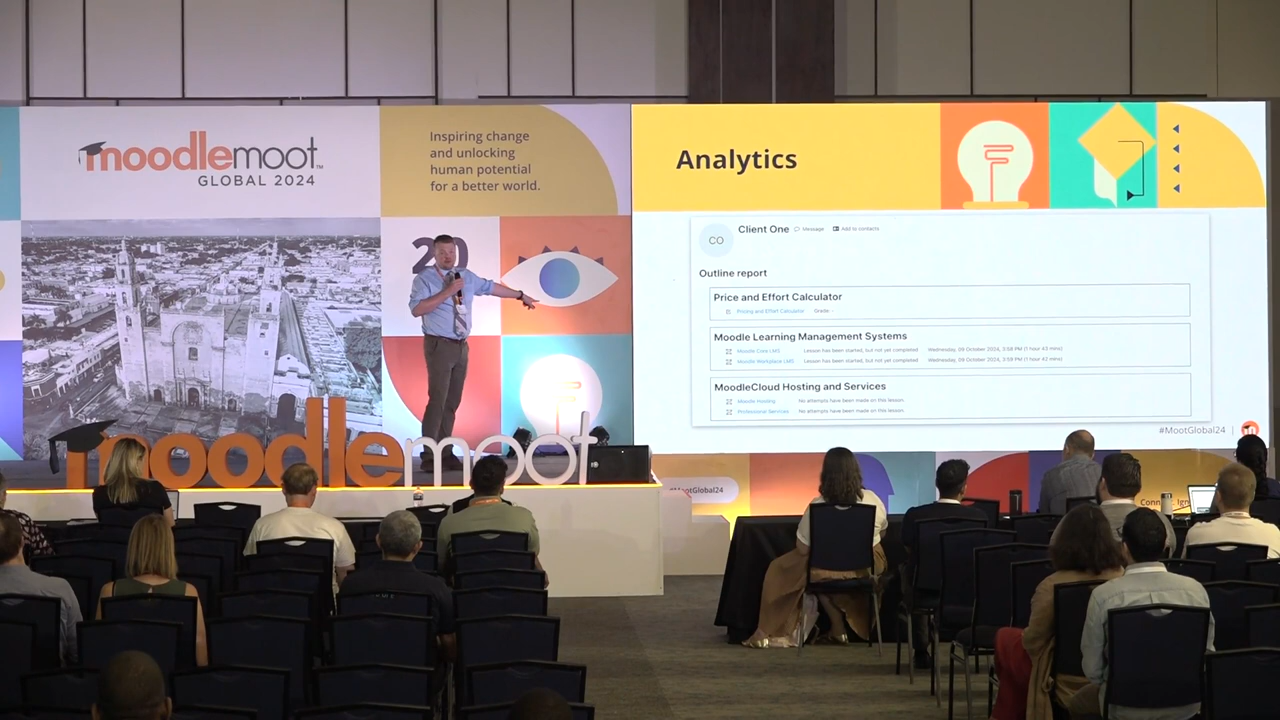 moodlemoot™
GLOBAL 2024
Inspiring change
and unlocking
human potential
for a better world.
20
Analytics
CO
Client One
Message
Add to contacts
Outline report
Price and Effort Calculator
Pricing and Effort Calculator
Grade: -
Moodle Learning Management Systems
Moodle Core LMS
Lesson has been started, but not yet completed
Wednesday, 09 October 2024, 3:58 PM (1 hour 43 mins)
Moodle Workplace LMS
Lesson has been started, but not yet completed
Wednesday, 09 October 2024, 3:58 PM (1 hour 42 mins)
MoodleCloud Hosting and Services
Moodle Hosting
No attempts have been made on this lesson
Professional Services
No attempts have been made on this lesson
#MootGlobal24 | m
moodlemoot
#MootGlobal24